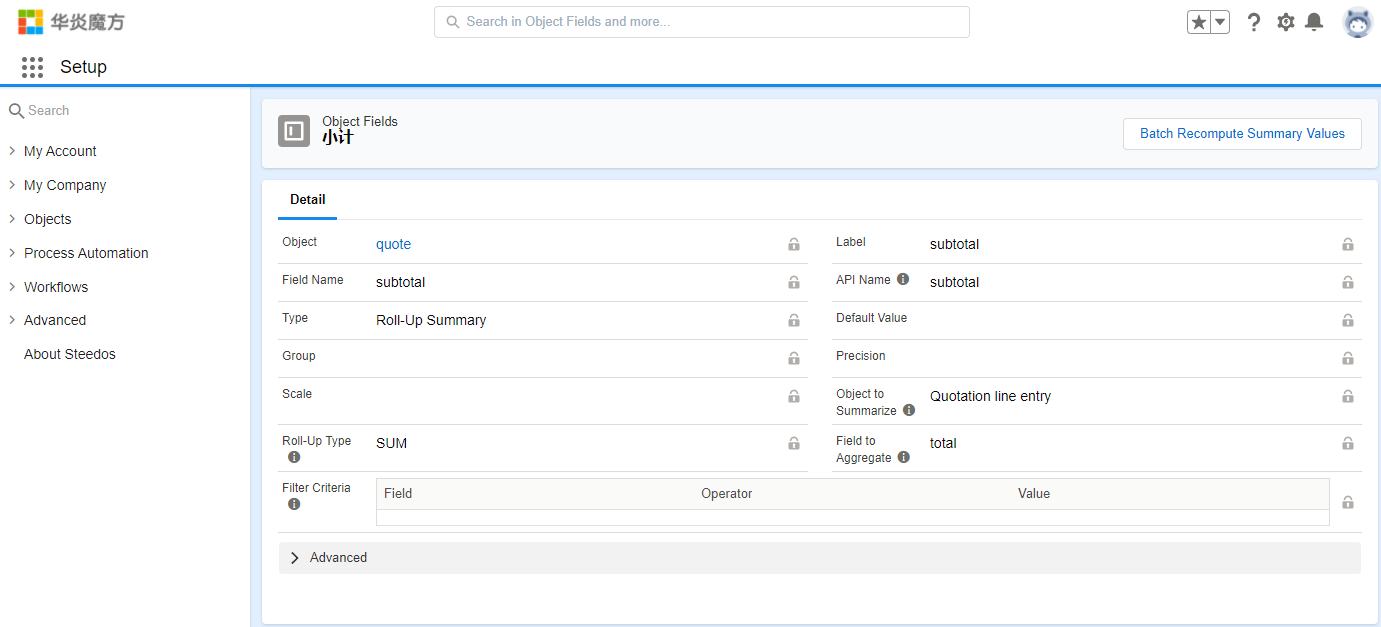 华炎魔方
Search in Object Fields and more...
Setup
Search
My Account
My Company
Objects
Process Automation
Workflows
Advanced
About Steedos
Object Fields
小计
Batch Recompute Summary Values
Detail
Object quote
Label subtotal
Field Name subtotal
API Name subtotal
Type Roll-Up Summary
Default Value
Group
Precision
Scale
Object to
Summarize Quotation line entry
Roll-Up Type SUM
Field to
Aggregate total
Filter Criteria
Field Operator Value
Advanced